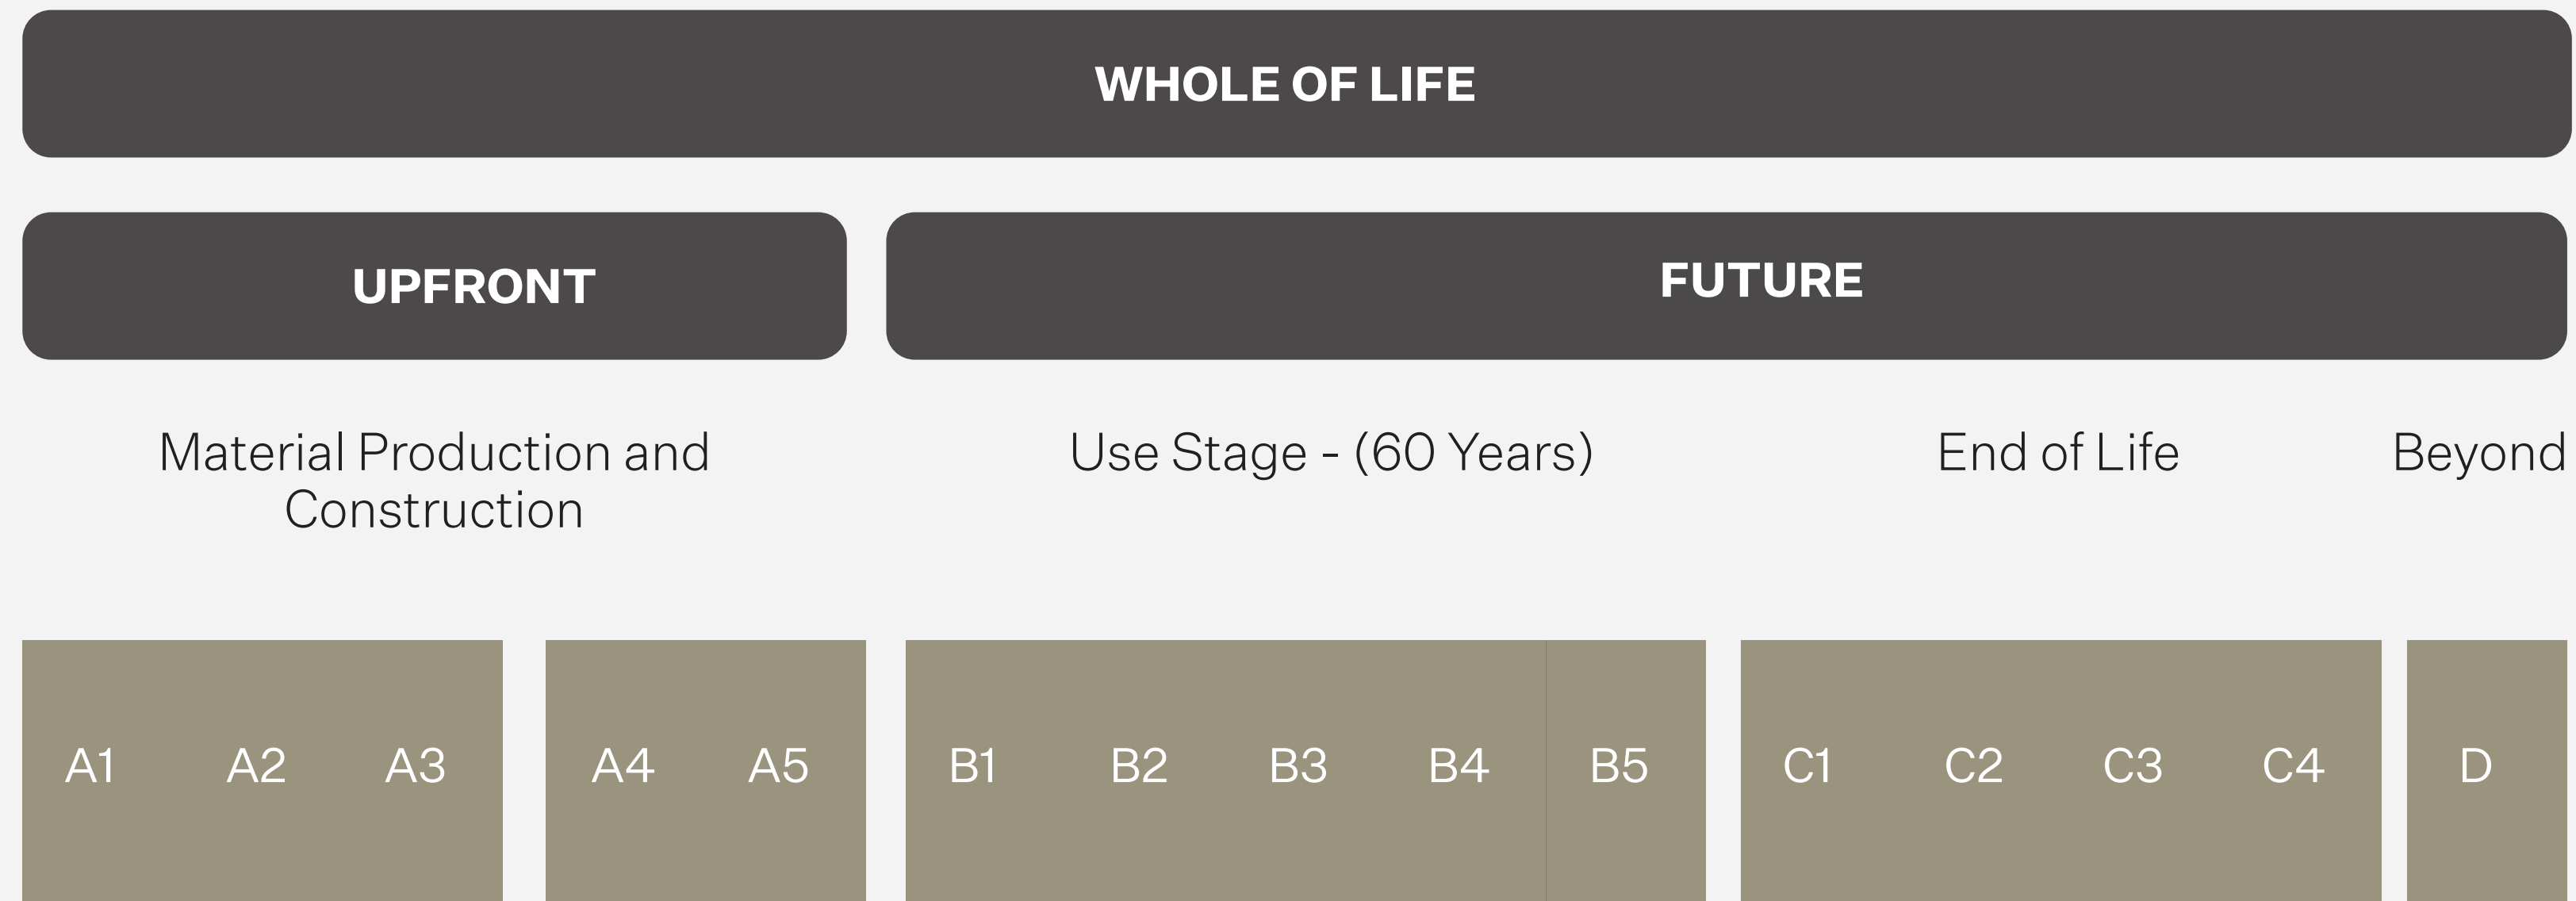 WHOLE OF LIFE
UPFRONT
FUTURE
Material Production and
Construction
Use Stage - (60 Years)
End of Life
Beyond
A1 A2 A3 A4 A5 B1 B2 B3 B4 B5 C1 C2 C3 C4 D